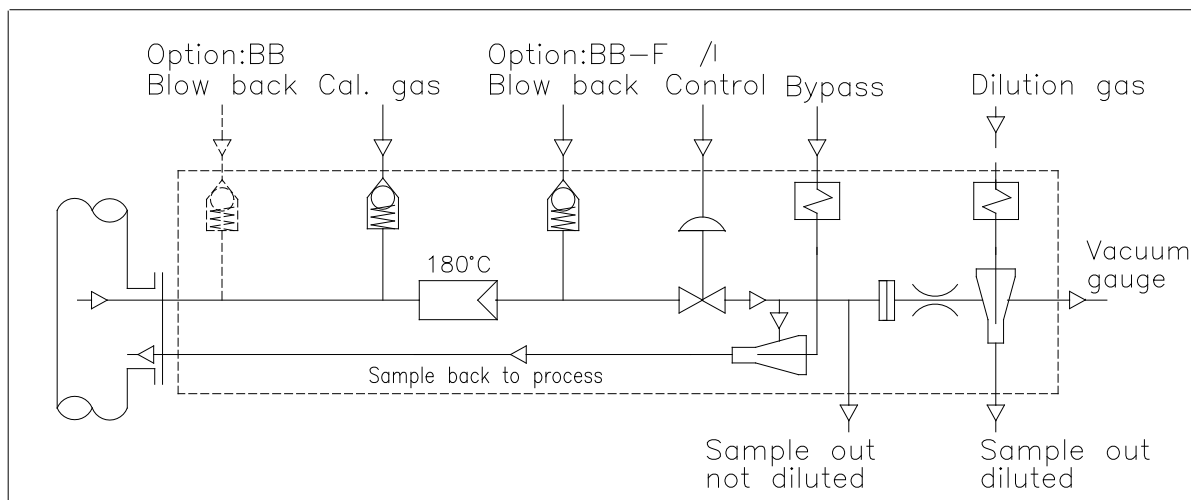 Option:BB
Blow back
Cal. gas
Option:BB-F /I
Blow back
Control
Bypass
Dilution gas
180°C
Vacuum
gauge
Sample back to process
Sample out
not diluted
Sample out
diluted